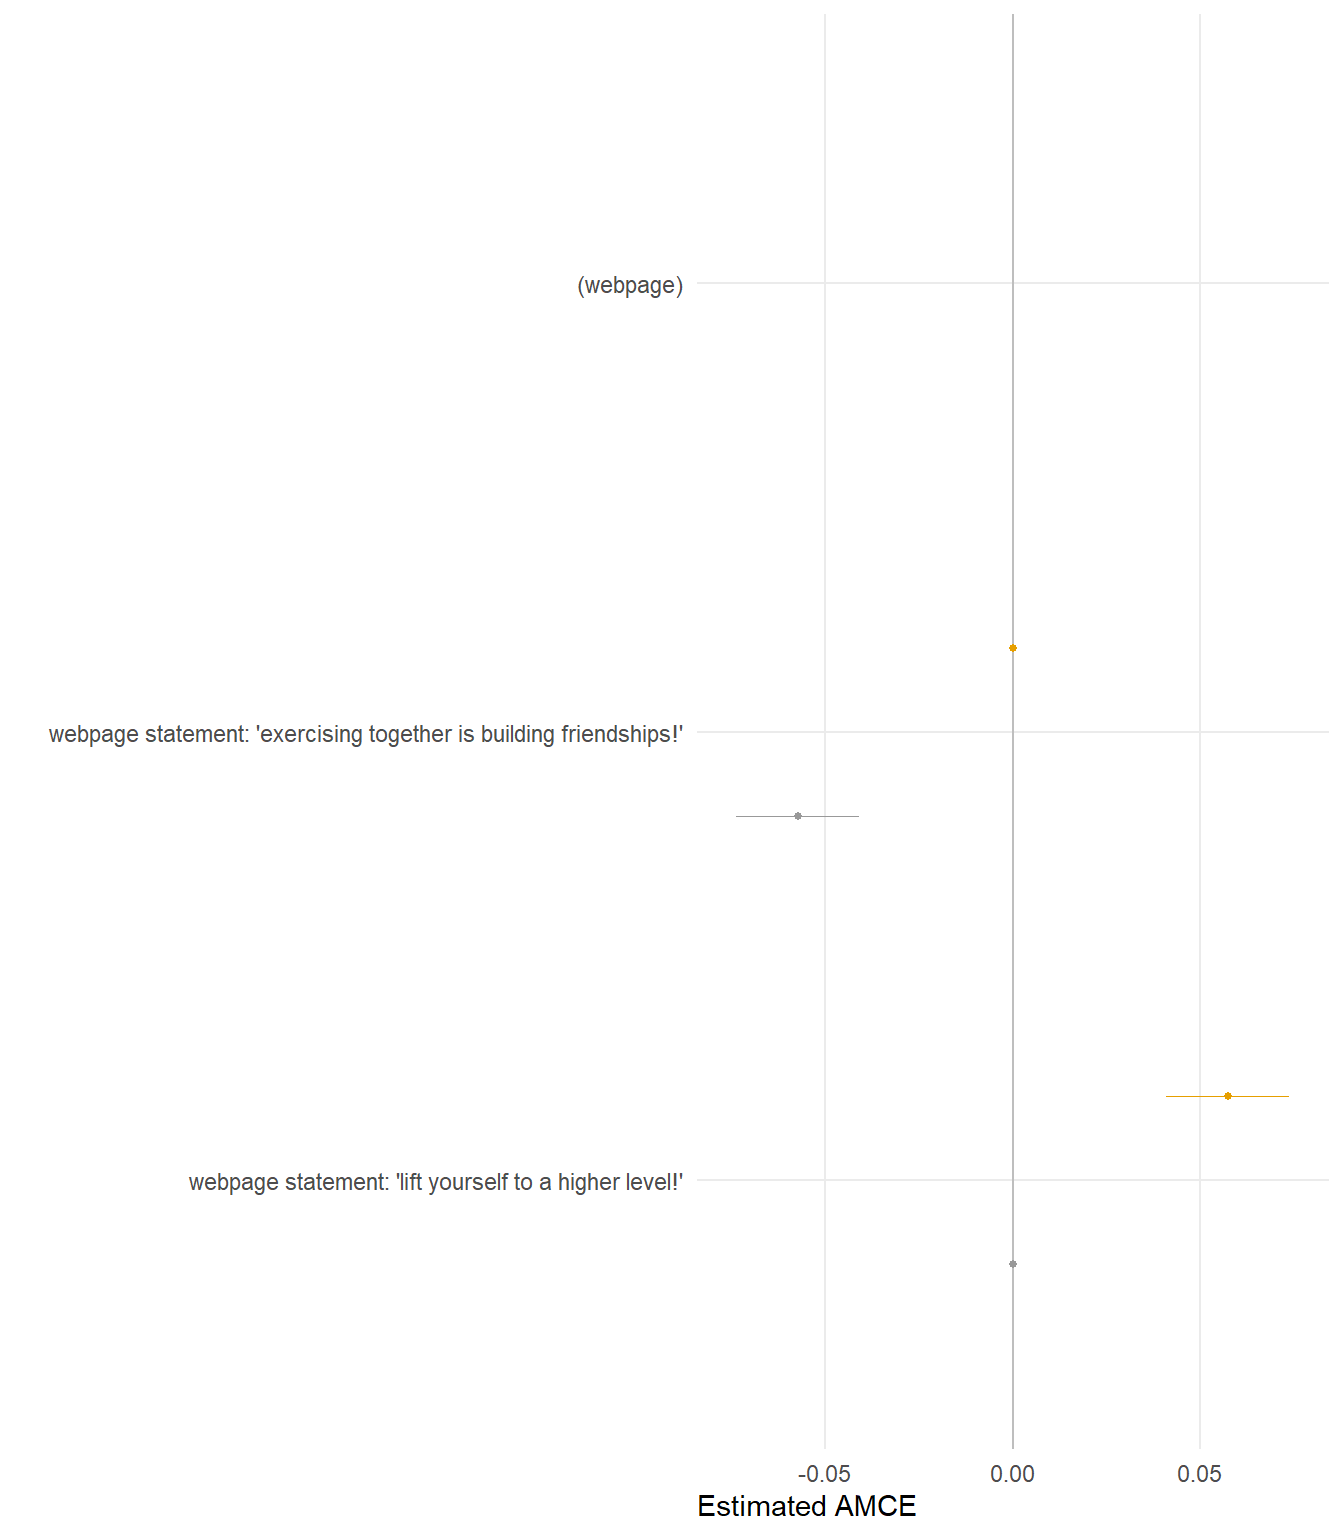 (webpage)
webpage statement: 'exercising together is building friendships!'
webpage statement: 'lift yourself to a higher level!'
-0.05 0.00 0.05
Estimated AMCE